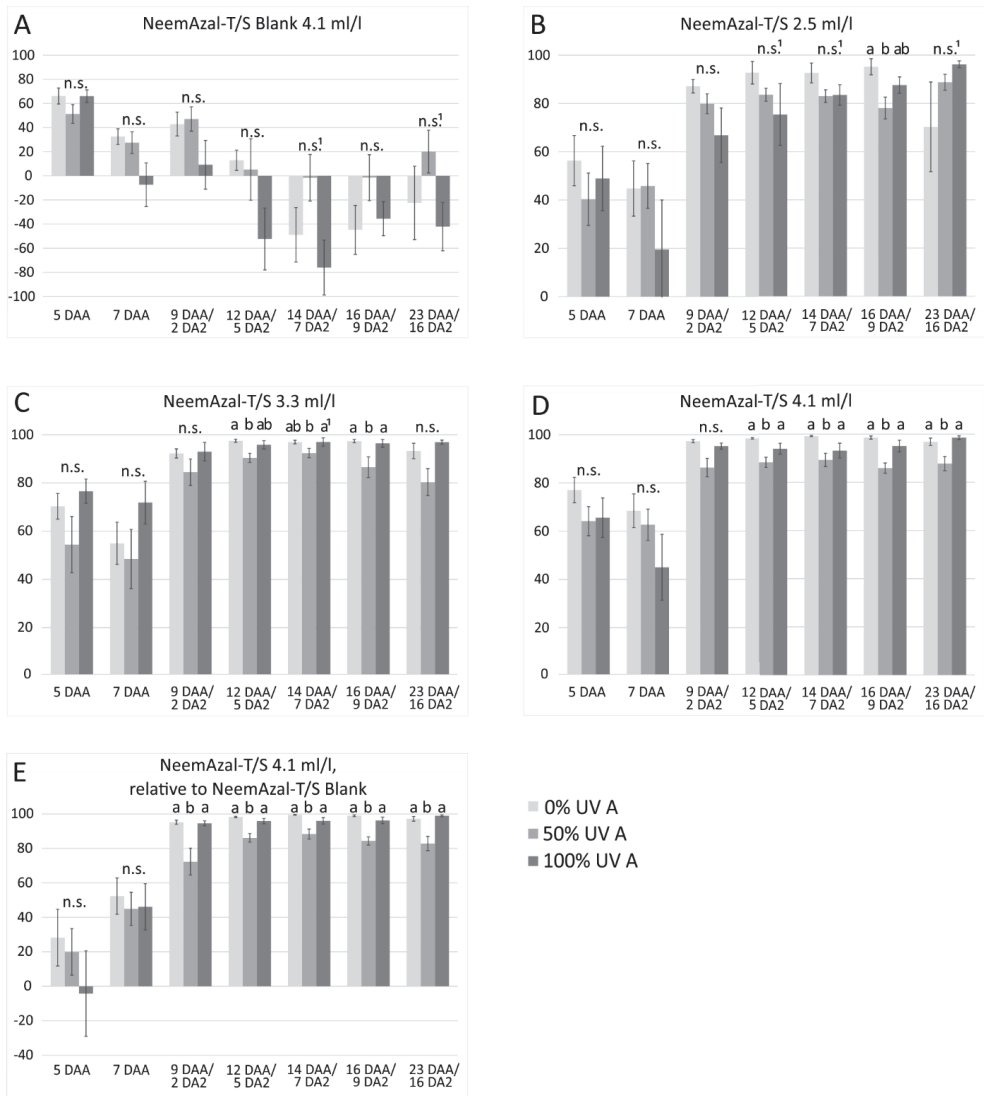 A
NeemAzal-T/S Blank 4.1 ml/l
100
80
60
40
20
0
-20
-40
-60
-80
-100
n.s.
n.s.
n.s.
n.s.
n.s.¹
n.s.
n.s.¹
5 DAA
7 DAA
9 DAA/
2 DA2
12 DAA/
5 DA2
14 DAA/
7 DA2
16 DAA/
9 DA2
23 DAA/
16 DA2
B
NeemAzal-T/S 2.5 ml/l
100
80
60
40
20
0
n.s.
n.s.
n.s.
n.s.¹
n.s.¹
a b ab
n.s.¹
5 DAA
7 DAA
9 DAA/
2 DA2
12 DAA/
5 DA2
14 DAA/
7 DA2
16 DAA/
9 DA2
23 DAA/
16 DA2
C
NeemAzal-T/S 3.3 ml/l
100
80
60
40
20
0
n.s.
n.s.
n.s.
a b ab
ab b a¹
a b a
n.s.
5 DAA
7 DAA
9 DAA/
2 DA2
12 DAA/
5 DA2
14 DAA/
7 DA2
16 DAA/
9 DA2
23 DAA/
16 DA2
D
NeemAzal-T/S 4.1 ml/l
100
80
60
40
20
0
n.s.
n.s.
n.s.
a b a
a b a
a b a
a b a
5 DAA
7 DAA
9 DAA/
2 DA2
12 DAA/
5 DA2
14 DAA/
7 DA2
16 DAA/
9 DA2
23 DAA/
16 DA2
E
NeemAzal-T/S 4.1 ml/l,
relative to NeemAzal-T/S Blank
100
80
60
40
20
0
-20
-40
n.s.
n.s.
a b a
a b a
a b a
a b a
a b a
5 DAA
7 DAA
9 DAA/
2 DA2
12 DAA/
5 DA2
14 DAA/
7 DA2
16 DAA/
9 DA2
23 DAA/
16 DA2
0% UV A
50% UV A
100% UV A